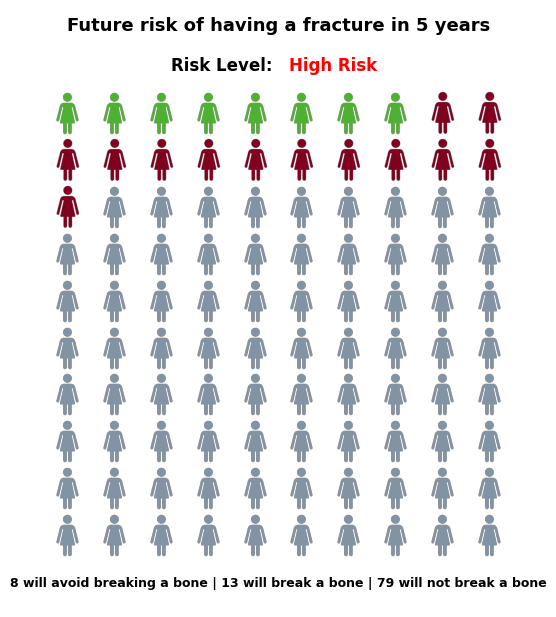 Future risk of having a fracture in 5 years
Risk Level: High Risk
8 will avoid breaking a bone | 13 will break a bone | 79 will not break a bone